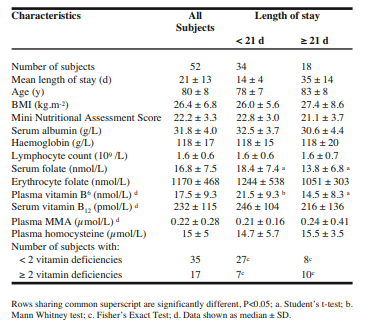 Characteristics All Length of stay
Subjects
< 21 d ≥ 21 d
Number of subjects 52 34 18
Mean length of stay (d) 21 ± 13 14 ± 4 35 ± 14
Age (y) 80 ± 8 78 ± 7 83 ± 8
BMI (kg.m-2) 26.4 ± 6.8 26.0 ± 5.6 27.4 ± 8.6
Mini Nutritional Assessment Score 22.2 ± 3.3 22.8 ± 3.0 21.1 ± 3.7
Serum albumin (g/L) 31.8 ± 4.0 32.5 ± 3.7 30.6 ± 4.4
Haemoglobin (g/L) 118 ± 17 118 ± 15 118 ± 20
Lymphocyte count (10⁹ /L) 1.6 ± 0.6 1.6 ± 0.6 1.6 ± 0.7
Serum folate (nmol/L) 16.8 ± 7.5 18.4 ± 7.4 a 13.8 ± 6.8 a
Erythrocyte folate (nmol/L) 1170 ± 468 1244 ± 538 1051 ± 303
Plasma vitamin B⁶ (nmol/L) d 17.5 ± 9.3 21.5 ± 9.3 b 14.5 ± 8.3 a
Serum vitamin B₁₂ (pmol/L) d 232 ± 115 246 ± 104 216 ± 136
Plasma MMA (μmol/L) d 0.22 ± 0.28 0.21 ± 0.16 0.24 ± 0.41
Plasma homocysteine (μmol/L) 15 ± 5 14.7 ± 5.7 15.5 ± 3.5
Number of subjects with:
< 2 vitamin deficiencies 35 27c 8c
≥ 2 vitamin deficiencies 17 7c 10c
Rows sharing common superscript are significantly different, P<0.05; a. Student's t-test; b.
Mann Whitney test; c. Fisher's Exact Test; d. Data shown as median ± SD.